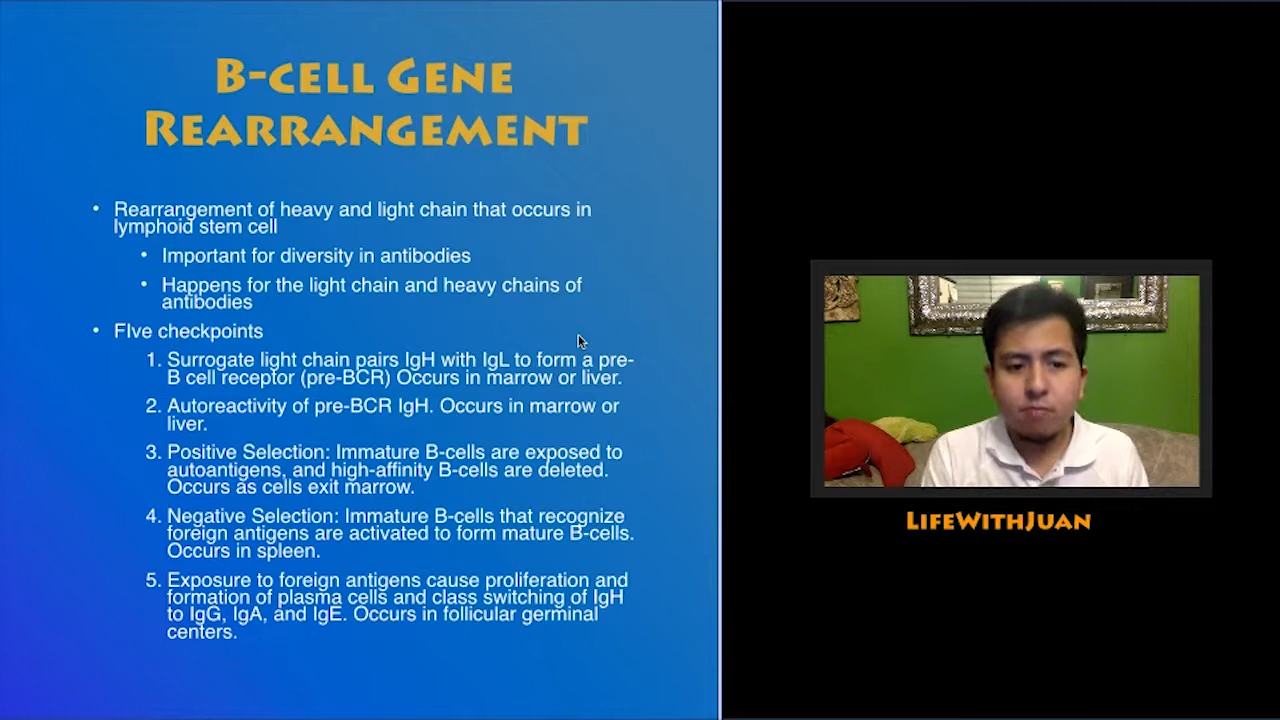 B-cell Gene
Rearrangement
• Rearrangement of heavy and light chain that occurs in
lymphoid stem cell
• Important for diversity in antibodies
• Happens for the light chain and heavy chains of
antibodies
• FIve checkpoints
1. Surrogate light chain pairs IgH with IgL to form a pre-
B cell receptor (pre-BCR) Occurs in marrow or liver.
2. Autoreactivity of pre-BCR IgH. Occurs in marrow or
liver.
3. Positive Selection: Immature B-cells are exposed to
autoantigens, and high-affinity B-cells are deleted.
Occurs as cells exit marrow.
4. Negative Selection: Immature B-cells that recognize
foreign antigens are activated to form mature B-cells.
Occurs in spleen.
5. Exposure to foreign antigens cause proliferation and
formation of plasma cells and class switching of IgH
to IgG, IgA, and IgE. Occurs in follicular germinal
centers.
LifeWithJuan